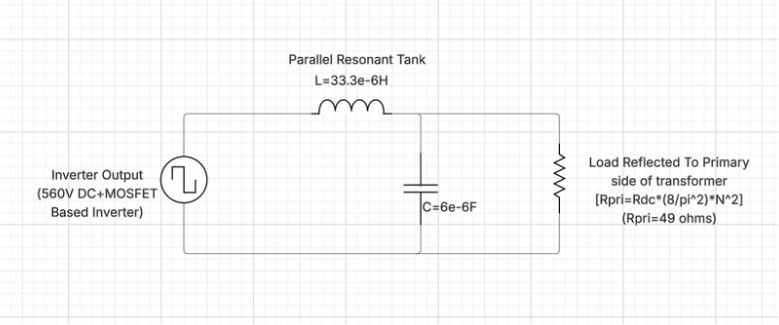 Parallel Resonant Tank
L=33.3e-6H
Inverter Output
(560V DC+MOSFET
Based Inverter)
C=6e-6F
Load Reflected To Primary
side of transformer
[Rpri=Rdc*(8/pi^2)*N^2]
(Rpri=49 ohms)